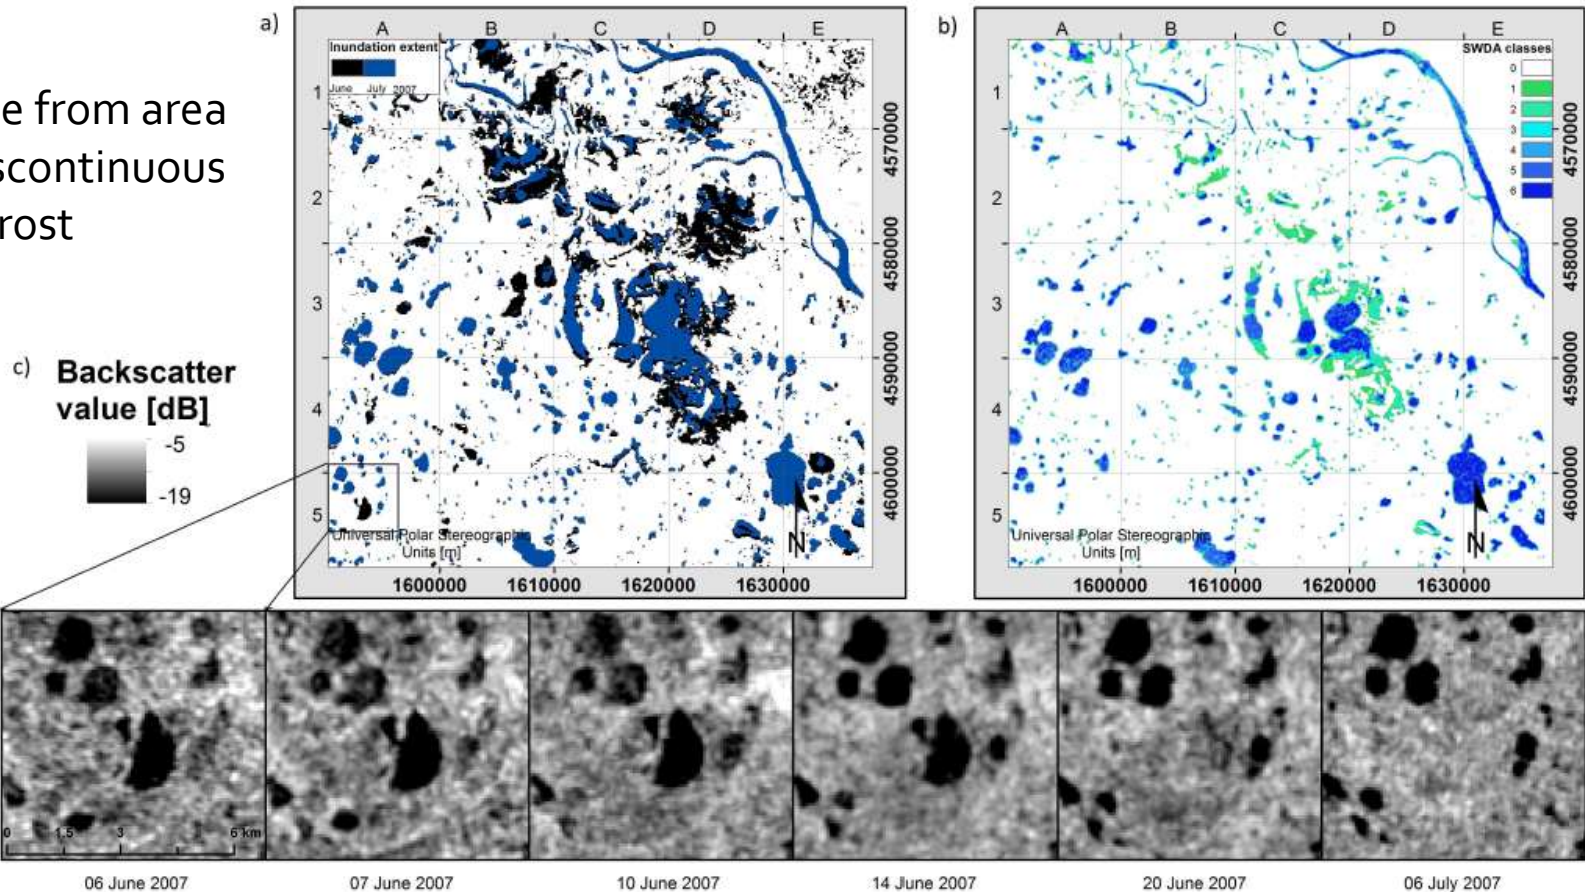 e from area
scontinuous
rost
a)
A B C D E
Inundation extent
June July 2007
1
2
3
4
5
4570000
4580000
4590000
4600000
Universal Polar Stereographic
Units [m]
N
1600000 1610000 1620000 1630000
b)
A B C D E
SWDA classes
0
1
2
3
4
5
6
1
2
3
4
5
4570000
4580000
4590000
4600000
Universal Polar Stereographic
Units [m]
N
1600000 1610000 1620000 1630000
c)
Backscatter
value [dB]
-5
-19
0 1,5 3 6 km
06 June 2007
07 June 2007
10 June 2007
14 June 2007
20 June 2007
06 July 2007